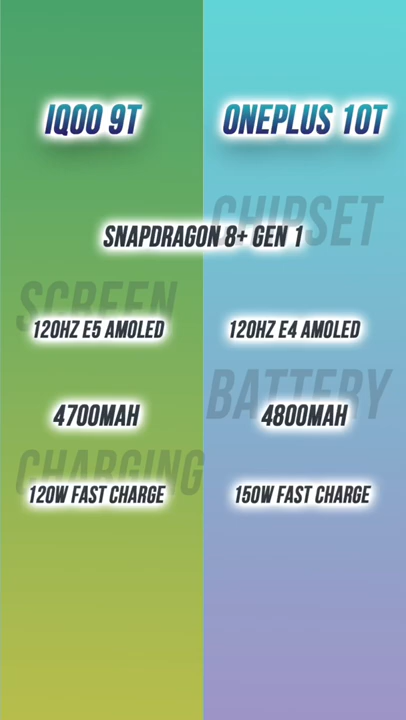 IQOO 9T
ONEPLUS 10T
CHIPSET
SNAPDRAGON 8+ GEN 1
SCREEN
120HZ E5 AMOLED
120HZ E4 AMOLED
BATTERY
4700MAH
4800MAH
CHARGING
120W FAST CHARGE
150W FAST CHARGE